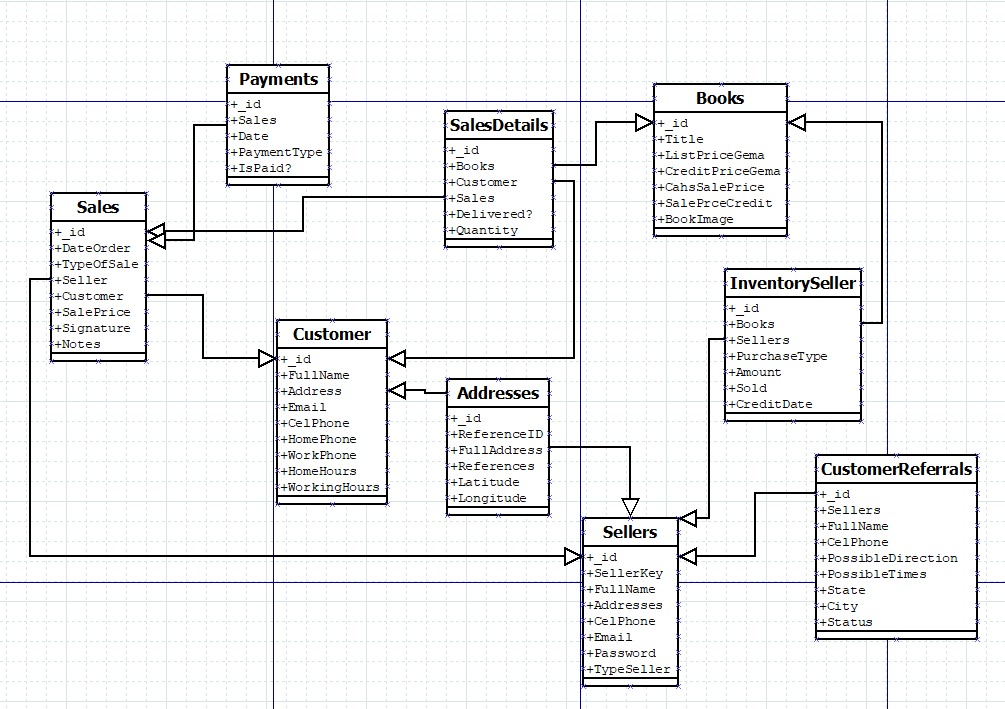 Payments
+_id
+Sales
+Date
+PaymentType
+IsPaid?
SalesDetails
+_id
+Books
+Customer
+Sales
+Delivered?
+Quantity
Books
+_id
+Title
+ListPriceGema
+CreditPriceGema
+CahsSalePrice
+SalePrceCredit
+BookImage
Sales
+_id
+DateOrder
+TypeOfSale
+Seller
+Customer
+SalePrice
+Signature
+Notes
Customer
+_id
+FullName
+Address
+Email
+CelPhone
+HomePhone
+WorkPhone
+HomeHours
+WorkingHours
Addresses
+_id
+ReferenceID
+FullAddress
+References
+Latitude
+Longitude
InventorySeller
+_id
+Books
+Sellers
+PurchaseType
+Amount
+Sold
+CreditDate
CustomerReferrals
+_id
+Sellers
+FullName
+CelPhone
+PossibleDirection
+PossibleTimes
+State
+City
+Status
Sellers
+_id
+SellerKey
+FullName
+Addresses
+CelPhone
+Email
+Password
+TypeSeller